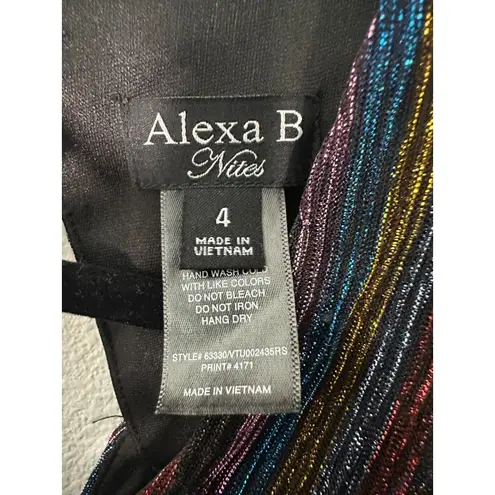 Alexa B
Nites
4
MADE IN
VIETNAM
HAND WASH COLD
WITH LIKE COLORS
DO NOT BLEACH
DO NOT IRON
HANG DRY
STYLE# 63330/VTU002435RS
PRINT# 4171
MADE IN VIETNAM